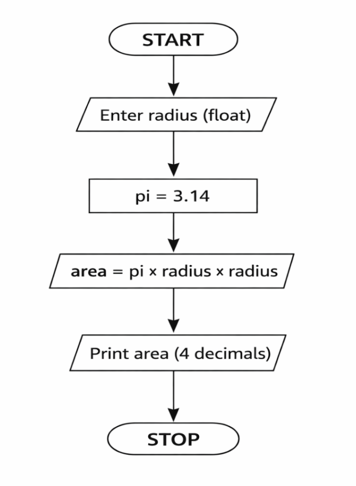 START
Enter radius (float)
pi = 3.14
area = pi × radius × radius
Print area (4 decimals)
STOP